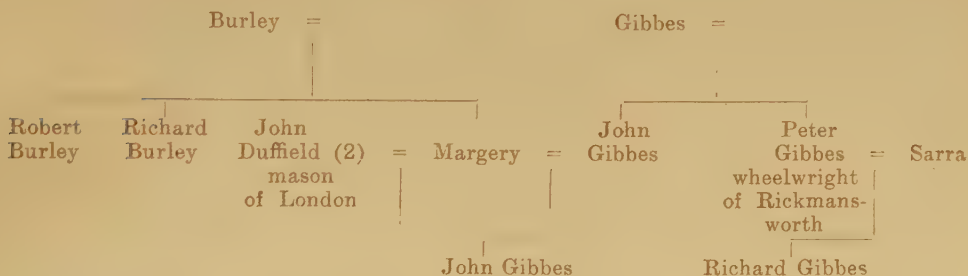 Burley = Gibbes =
Robert Richard John John Peter
Burley Burley Duffield (2) = Margery = Gibbes Gibbes = Sarra
mason wheelwright
of London of Rickmans-
worth
John Gibbes Richard Gibbes